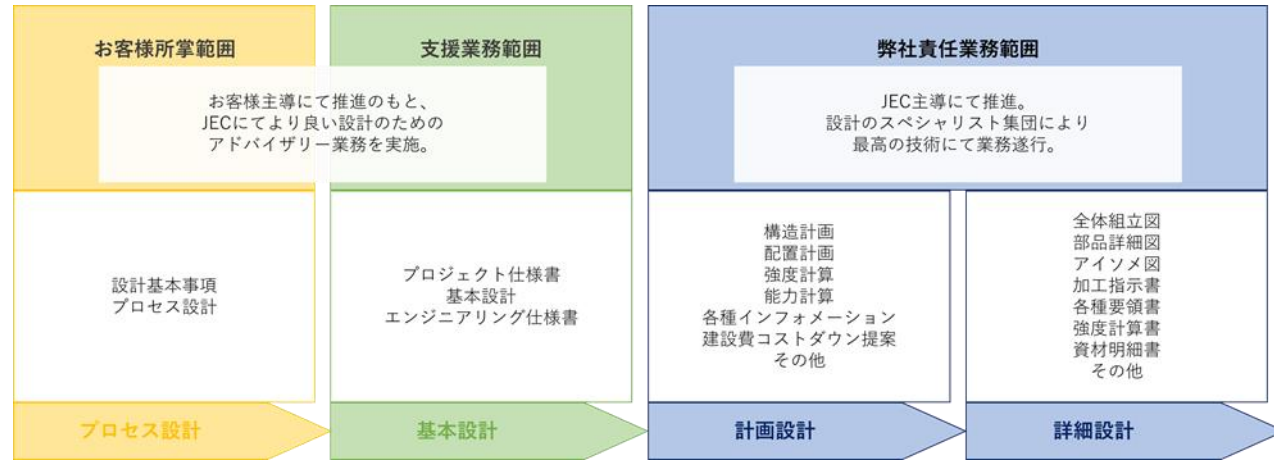 お客様所掌範囲
支援業務範囲
弊社責任業務範囲
お客様主導にて推進のもと、
JECにてより良い設計のための
アドバイザリー業務を実施。
JEC主導にて推進。
設計のスペシャリスト集団により
最高の技術にて業務遂行。
設計基本事項
プロセス設計
プロジェクト仕様書
基本設計
エンジニアリング仕様書
構造計画
配置計画
強度計算
能力計算
各種インフォメーション
建設費コストダウン提案
その他
全体組立図
部品詳細図
アイソメ図
加工指示書
各種要領書
強度計算書
資材明細書
その他
プロセス設計
基本設計
計画設計
詳細設計